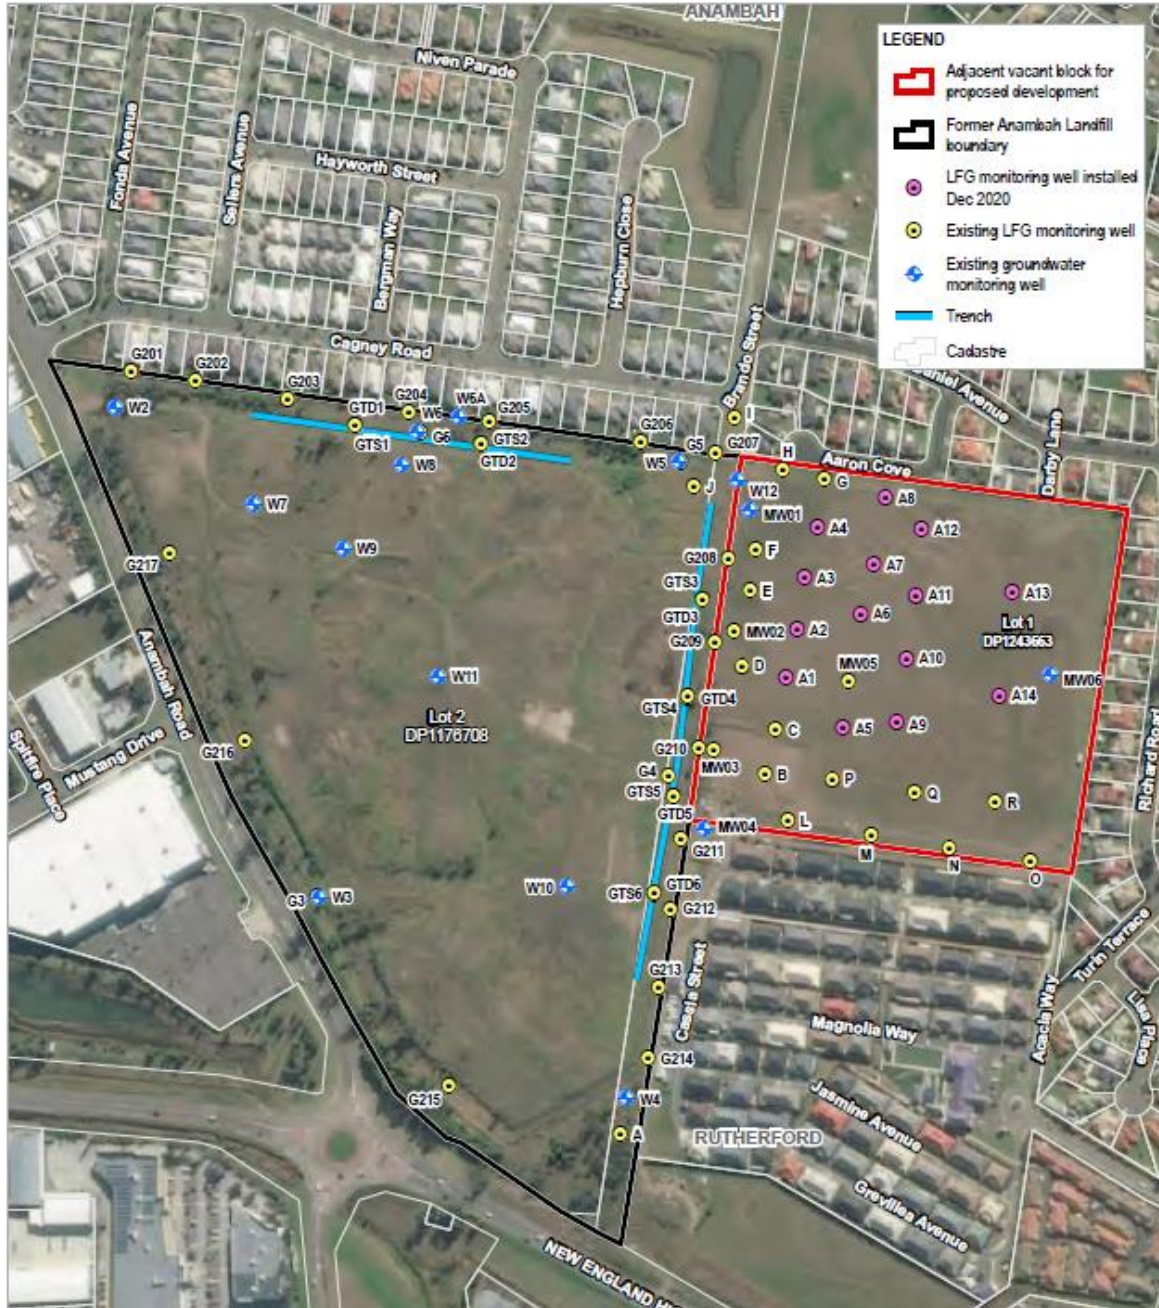 ANAMBAH
LEGEND
Adjacent vacant block for
proposed development
Former Anambah Landfill
boundary
LFG monitoring well installed
Dec 2020
Existing LFG monitoring well
Existing groundwater
monitoring well
Trench
Cadastre
Niven Parade
Fonda Avenue
Sellers Avenue
Hayworth Street
Bergman Way
Hepburn Close
Cagney Road
Brando Street
Daniel Avenue
Darby Lane
Aaron Cove
G201
G202
G203
G204
W6A
G205
W2
GTD1
W6
G6
GTS1
GTS2
GTD2
W8
G206
G5
G207
W5
I
H
G
J
W12
MW01
A8
A4
A12
W7
W9
G217
G208
F
A7
A3
GTS3
E
A11
A13
GTD3
A6
Lot 1
DP1243663
G209
MW02
A2
D
A10
MW05
MW06
W11
A1
GTS4
GTD4
A14
Lot 2
DP1176708
C
A5
A9
Anambah Road
Mustang Drive
Spitfire Place
G216
G210
MW03
G4
B
P
Q
R
GTS5
GTD5
MW04
L
M
N
O
G211
Richard Road
G3
W3
W10
GTS6
GTD6
G212
G213
Cassia Street
Turin Terrace
Lisa Place
Acacia Way
Magnolia Way
G214
G215
W4
Jasmine Avenue
A
RUTHERFORD
Grevillea Avenue
NEW ENGLAND